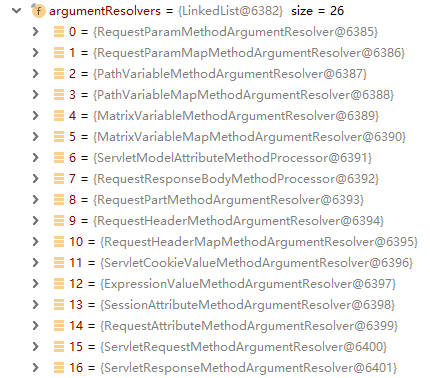 f argumentResolvers = {LinkedList@6382} size = 26
0 = {RequestParamMethodArgumentResolver@6385}
1 = {RequestParamMapMethodArgumentResolver@6386}
2 = {PathVariableMethodArgumentResolver@6387}
3 = {PathVariableMapMethodArgumentResolver@6388}
4 = {MatrixVariableMethodArgumentResolver@6389}
5 = {MatrixVariableMapMethodArgumentResolver@6390}
6 = {ServletModelAttributeMethodProcessor@6391}
7 = {RequestResponseBodyMethodProcessor@6392}
8 = {RequestPartMethodArgumentResolver@6393}
9 = {RequestHeaderMethodArgumentResolver@6394}
10 = {RequestHeaderMapMethodArgumentResolver@6395}
11 = {ServletCookieValueMethodArgumentResolver@6396}
12 = {ExpressionValueMethodArgumentResolver@6397}
13 = {SessionAttributeMethodArgumentResolver@6398}
14 = {RequestAttributeMethodArgumentResolver@6399}
15 = {ServletRequestMethodArgumentResolver@6400}
16 = {ServletResponseMethodArgumentResolver@6401}